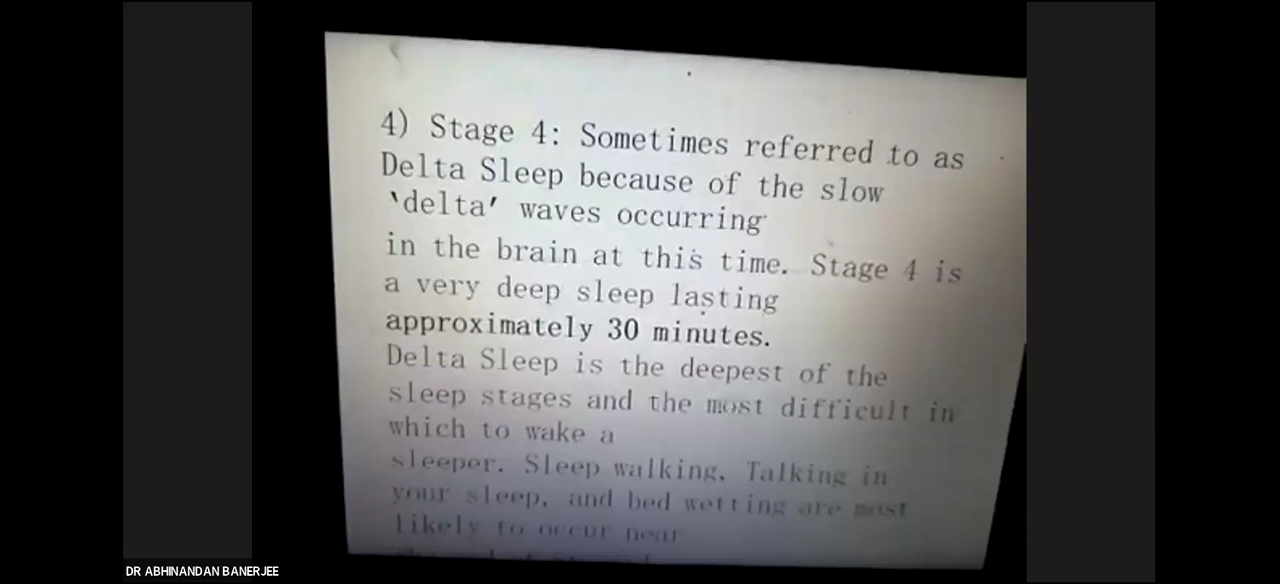 4) Stage 4: Sometimes referred to as
Delta Sleep because of the slow
‵delta′ waves occurring
in the brain at this time. Stage 4 is
a very deep sleep lasting
approximately 30 minutes.
Delta Sleep is the deepest of the
sleep stages and the most difficult in
which to wake a
sleeper. Sleep walking, Talking in
your sleep, and bed wetting are most
likely to occur near
DR ABHINANDAN BANERJEE